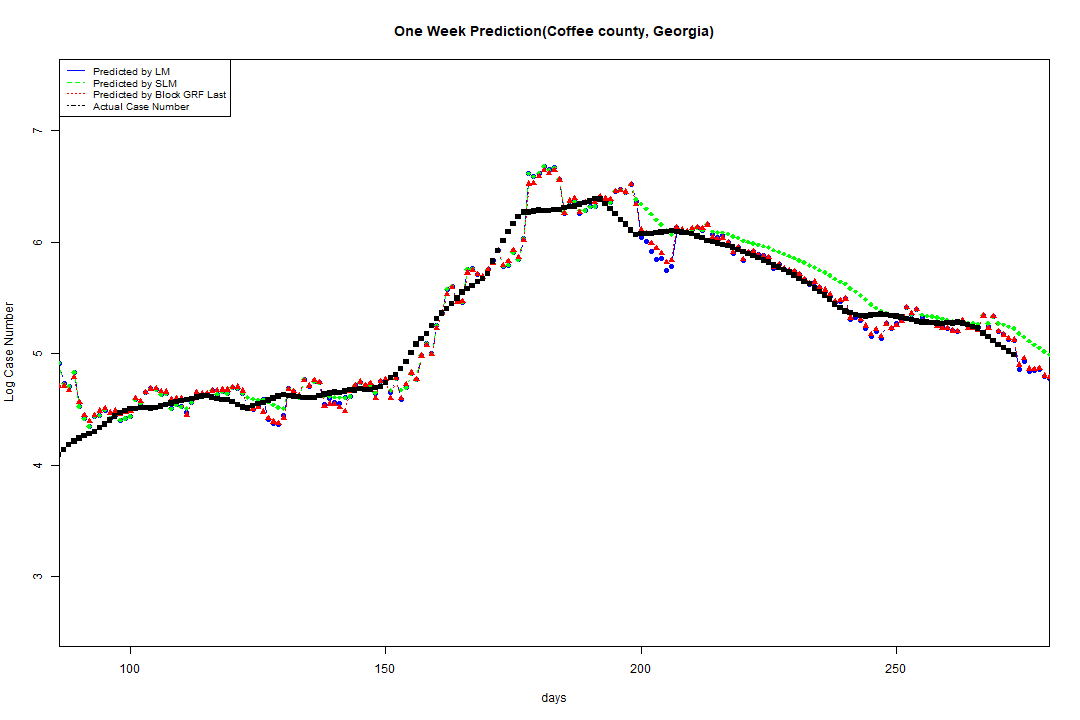 One Week Prediction(Coffee county, Georgia)
Predicted by LM
Predicted by SLM
Predicted by Block GRF Last
Actual Case Number
7
6
5
4
3
Log Case Number
100 150 200 250
days